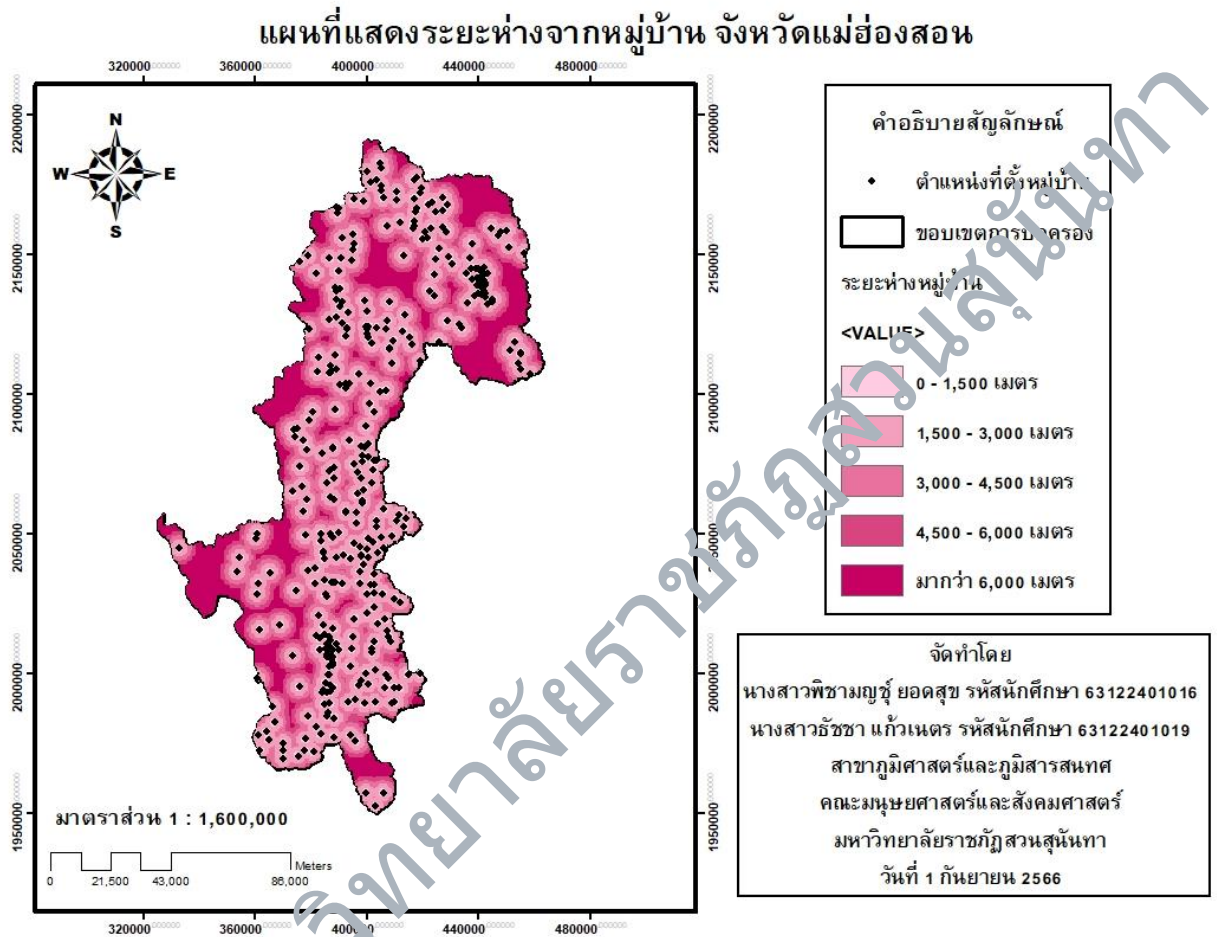 แผนที่แสดงระยะห่างจากหมู่บ้าน จังหวัดแม่ฮ่องสอน
320000 360000 400000 440000 480000
2200000
2150000
2100000
2050000
2000000
1950000
N
W E
S
มาตราส่วน 1 : 1,600,000
Meters
0 21,500 43,000 86,000
320000 360000 400000 440000 480000
2200000
2150000
2100000
2050000
2000000
1950000
คำอธิบายสัญลักษณ์
ตำแหน่งที่ตั้งหมู่บ้าน
ขอบเขตการปกครอง
ระยะห่างหมู่บ้าน
<VALUE>
0 - 1,500 เมตร
1,500 - 3,000 เมตร
3,000 - 4,500 เมตร
4,500 - 6,000 เมตร
มากว่า 6,000 เมตร
จัดทำโดย
นางสาวพิชามญชุ์ ยอดสุข รหัสนักศึกษา 63122401016
นางสาวธัชชา แก้วเนตร รหัสนักศึกษา 63122401019
สาขาภูมิศาสตร์และภูมิสารสนทศ
คณะมนุษยศาสตร์และสังคมศาสตร์
มหาวิทยาลัยราชภัฏสวนสุนันทา
วันที่ 1 กันยายน 2566
วิทยาลัยราชภัฏสวนสุนันทา